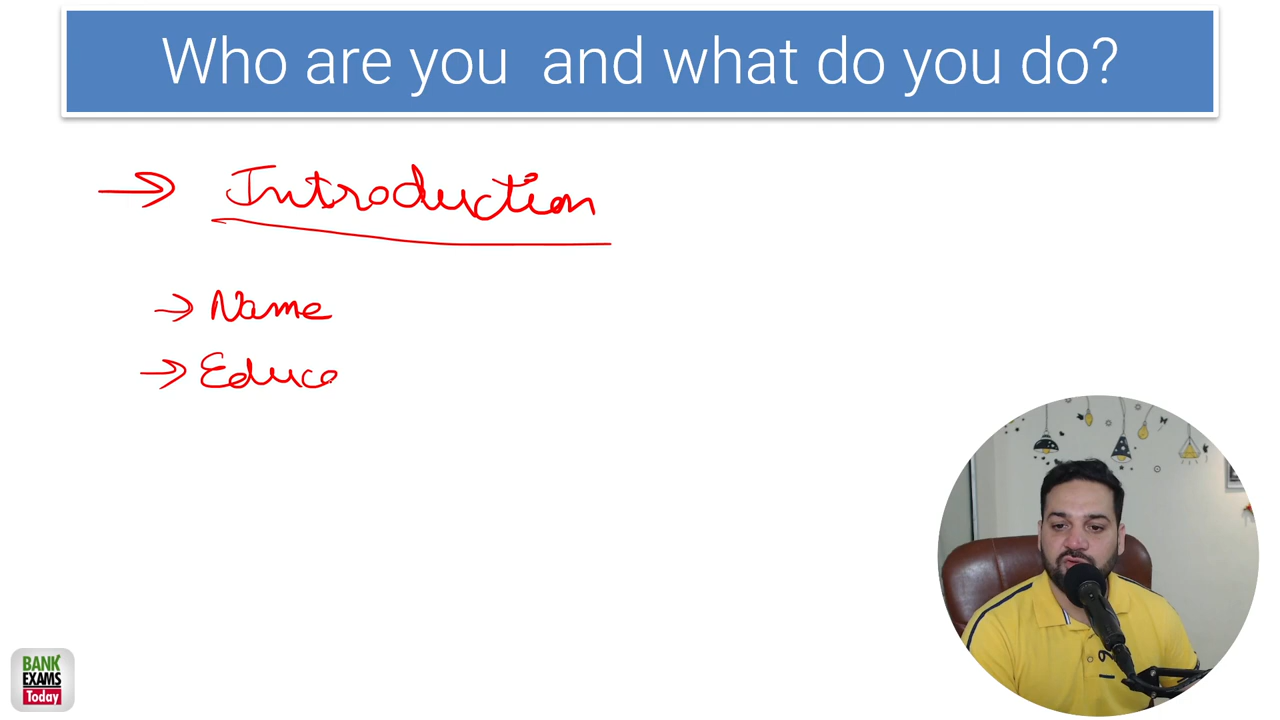 Who are you and what do you do?
→ Introduction
→ Name
→ Educa
BANK
EXAMS
Today